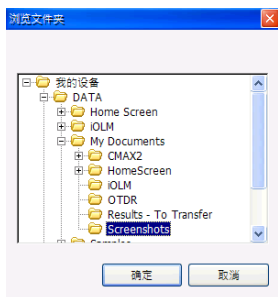 浏览文件夹
我的设备
DATA
Home Screen
iOLM
My Documents
CMAX2
HomeScreen
iOLM
OTDR
Results - To Transfer
Screenshots
确定
取消